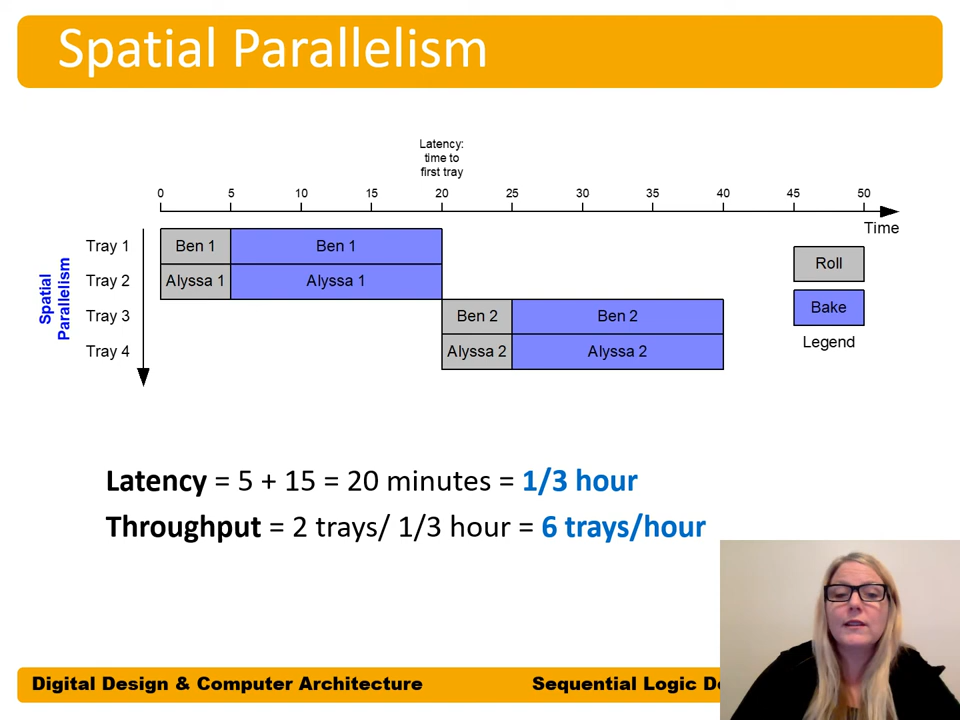 Spatial Parallelism
Latency:
time to
first tray
0 5 10 15 20 25 30 35 40 45 50
Time
Spatial
Parallelism
Tray 1 Ben 1 Ben 1
Tray 2 Alyssa 1 Alyssa 1
Tray 3 Ben 2 Ben 2
Tray 4 Alyssa 2 Alyssa 2
Roll
Bake
Legend
Latency = 5 + 15 = 20 minutes = 1/3 hour
Throughput = 2 trays/ 1/3 hour = 6 trays/hour
Digital Design & Computer Architecture
Sequential Logic